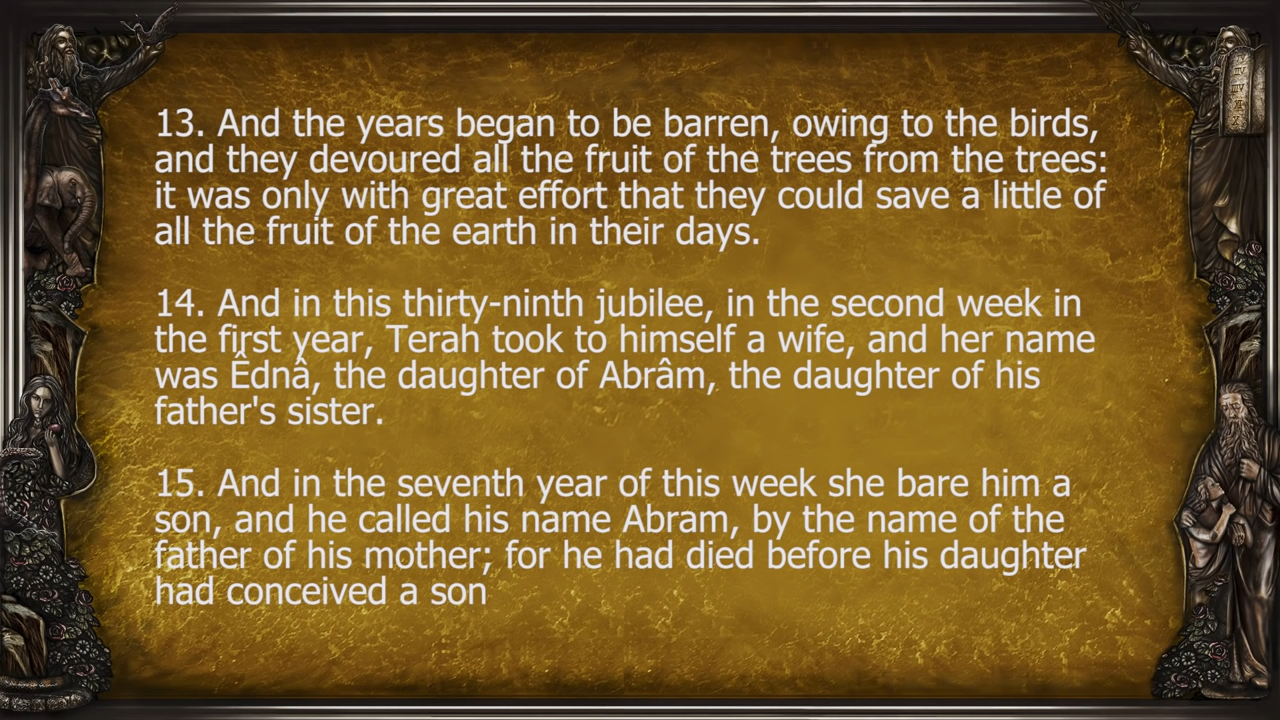 13. And the years began to be barren, owing to the birds,
and they devoured all the fruit of the trees from the trees:
it was only with great effort that they could save a little of
all the fruit of the earth in their days.
14. And in this thirty-ninth jubilee, in the second week in
the first year, Terah took to himself a wife, and her name
was Êdnâ, the daughter of Abrâm, the daughter of his
father's sister.
15. And in the seventh year of this week she bare him a
son, and he called his name Abram, by the name of the
father of his mother; for he had died before his daughter
had conceived a son